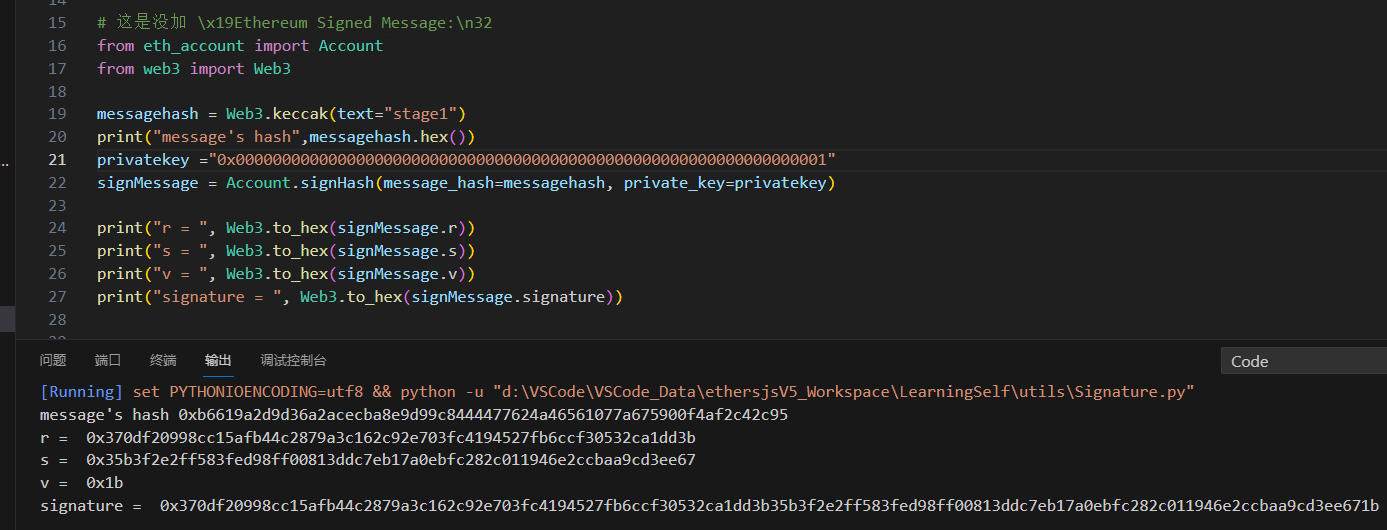 15 # 这是没加 \x19Ethereum Signed Message:\n32
16 from eth_account import Account
17 from web3 import Web3
18
19 messagehash = Web3.keccak(text="stage1")
20 print("message's hash",messagehash.hex())
21 privatekey ="0x0000000000000000000000000000000000000000000000000000000000000001"
22 signMessage = Account.signHash(message_hash=messagehash, private_key=privatekey)
23
24 print("r = ", Web3.to_hex(signMessage.r))
25 print("s = ", Web3.to_hex(signMessage.s))
26 print("v = ", Web3.to_hex(signMessage.v))
27 print("signature = ", Web3.to_hex(signMessage.signature))
28
问题 端口 终端 输出 调试控制台 Code
[Running] set PYTHONIOENCODING=utf8 && python -u "d:\VSCode\VSCode_Data\ethersjsV5_Workspace\LearningSelf\utils\Signature.py"
message's hash 0xb6619a2d9d36a2acecba8e9d99c8444477624a46561077a675900f4af2c42c95
r =  0x370df20998cc15afb44c2879a3c162c92e703fc4194527fb6ccf30532ca1dd3b
s =  0x35b3f2e2ff583fed98ff00813ddc7eb17a0ebfc282c011946e2ccbaa9cd3ee67
v =  0x1b
signature =  0x370df20998cc15afb44c2879a3c162c92e703fc4194527fb6ccf30532ca1dd3b35b3f2e2ff583fed98ff00813ddc7eb17a0ebfc282c011946e2ccbaa9cd3ee671b